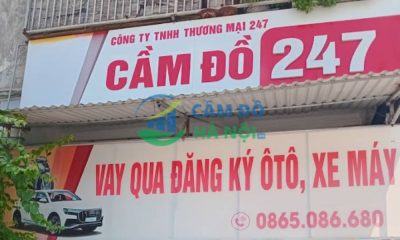 CÔNG TY TNHH THƯƠNG MẠI 247
CẦM ĐỒ 247
CẦM ĐỒ
HÀ NỘI
VAY QUA ĐĂNG KÝ ÔTÔ, XE MÁY
0865.086.680